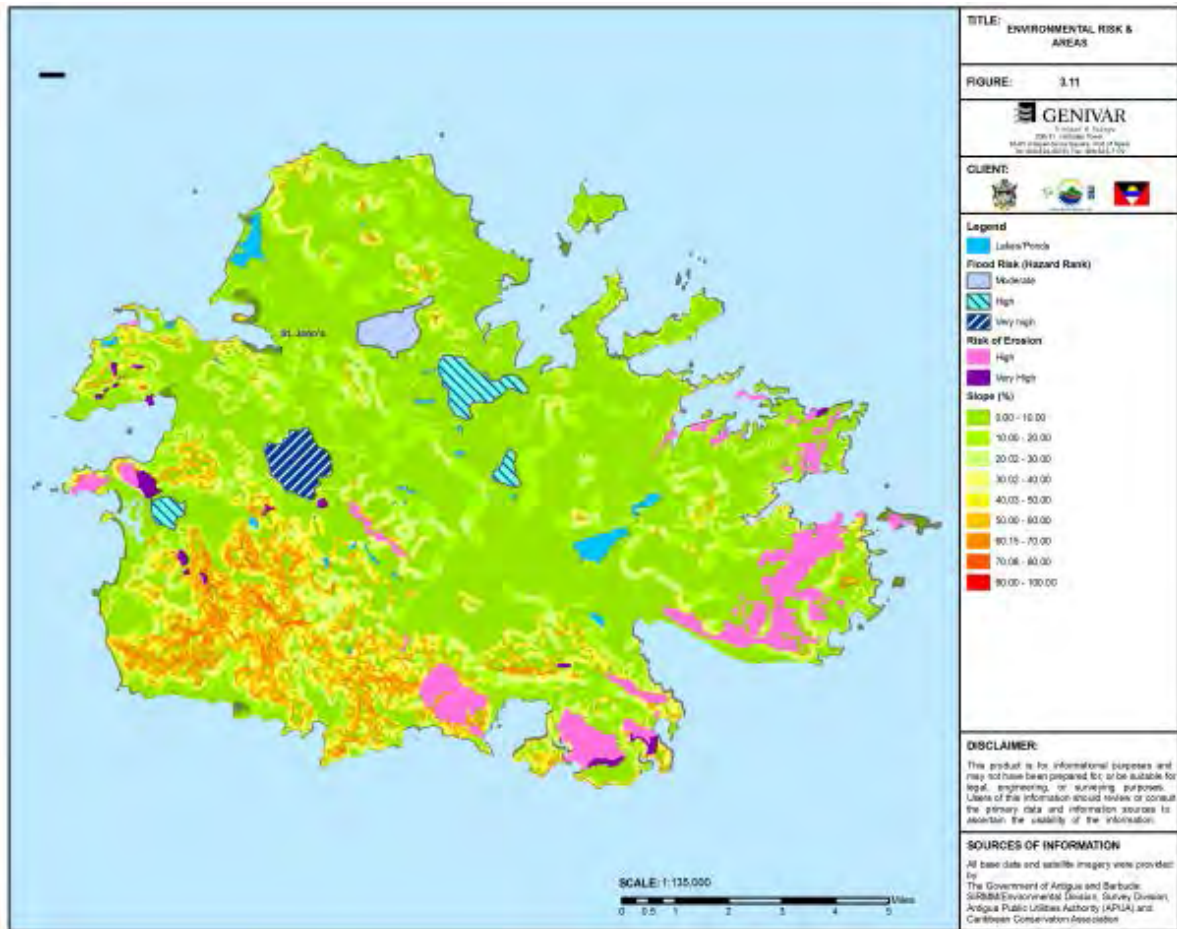 TITLE: ENVIRONMENTAL RISK &
AREAS
FIGURE: 3.11
GENIVAR
CLIENT:
Legend
Lakes/Ponds
Flood Risk (Hazard Rank)
Moderate
High
Very high
Risk of Erosion
High
Very High
Slope (%)
0.00 - 10.00
10.00 - 20.00
20.02 - 30.00
30.02 - 40.00
40.03 - 50.00
50.00 - 60.00
60.15 - 70.00
70.08 - 80.00
90.00 - 100.00
St. John's
SCALE: 1:135,000
Miles
0 0.5 1 2 3 4 5
DISCLAIMER:
This product is for informational purposes and
may not have been prepared for, or be suitable for
legal, engineering, or surveying purposes.
Users of this information should review or consult
the primary data and information sources to
ascertain the usability of the information.
SOURCES OF INFORMATION
All base data and satellite imagery were provided
by
The Government of Antigua and Barbuda:
SIRMM/Environmental Division, Survey Division,
Antigua Public Utilities Authority (APUA) and
Caribbean Conservation Association